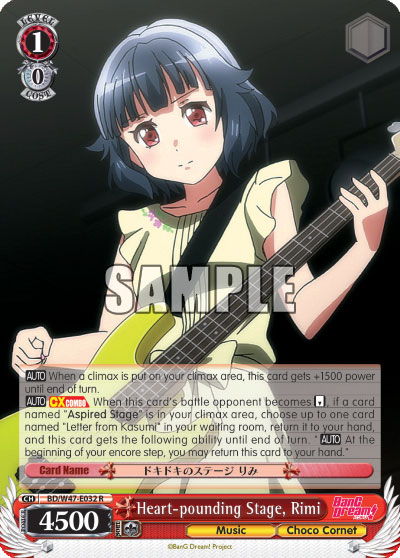 LEVEL
1
0
COST
SAMPLE
AUTO When a climax is put on your climax area, this card gets +1500 power
until end of turn.
AUTO CXCOMBO When this card's battle opponent becomes , if a card
named "Aspired Stage" is in your climax area, choose up to one card
named "Letter from Kasumi" in your waiting room, return it to your hand,
and this card gets the following ability until end of turn. "AUTO At the
beginning of your encore step, you may return this card to your hand."
Card Name ドキドキのステージ りみ
CH BD/W47-E032 R
Heart-pounding Stage, Rimi
BanG Dream!
4500
Music
Choco Cornet
©BanG Dream! Project